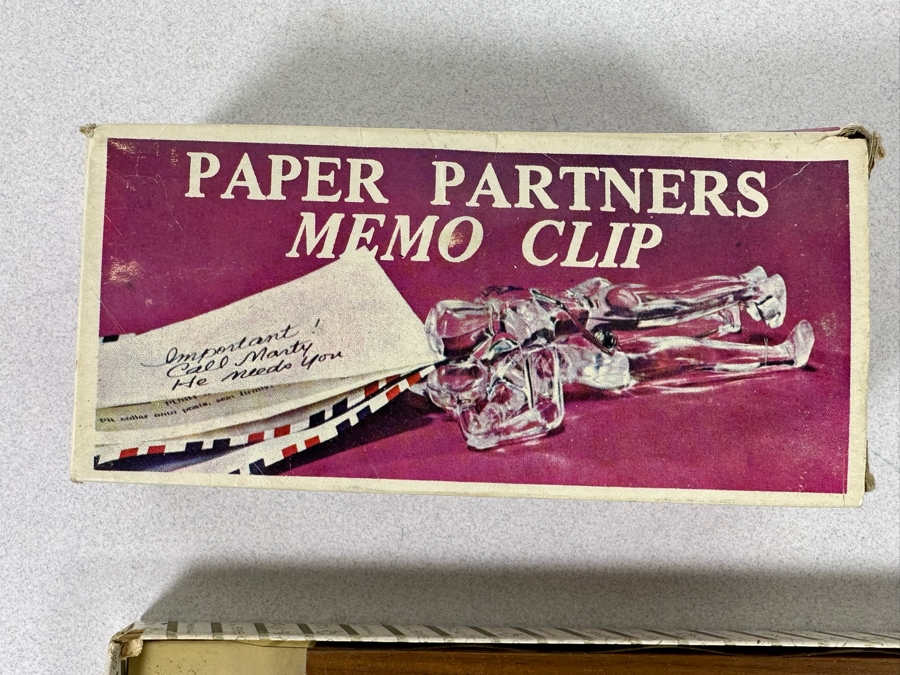 PAPER PARTNERS
MEMO CLIP
Important!
Call Marty
He needs You